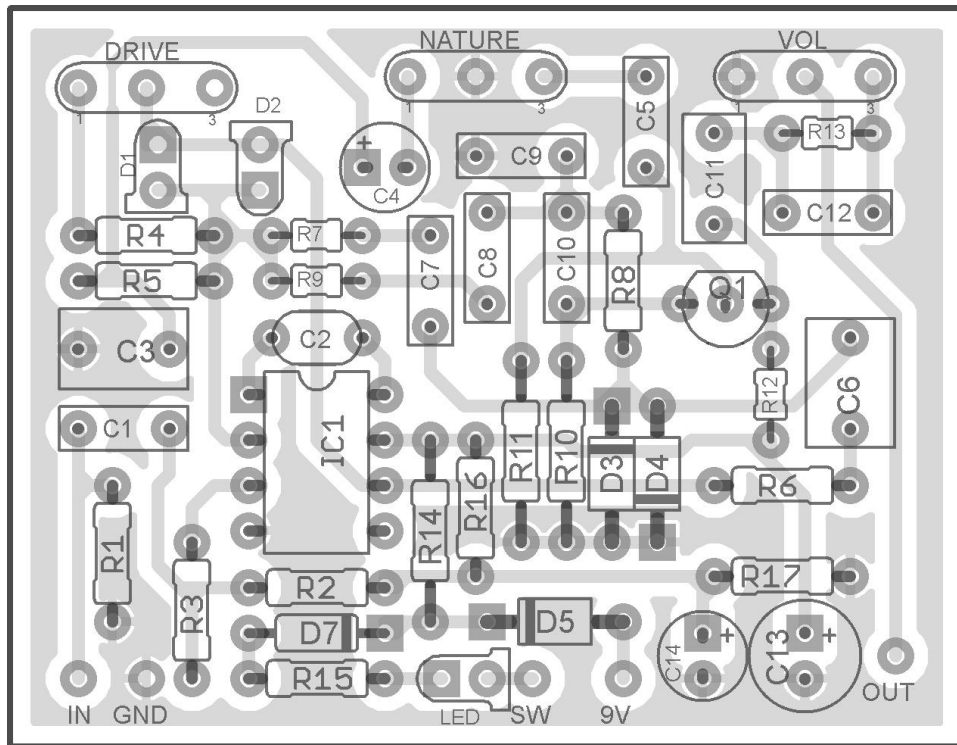 DRIVE NATURE VOL
1 3 1 3 1 3
D2 D1 + C4 C9 C5 C11 R13
R4 R7 C7 C8 C10 R8 C12
R5 R9 Q1
C3 C2 R12 C6
C1 IC1 R11 R10 D3 D4
R1 R14 R16 R6
R3 R2 R17
D7 D5 C14 + C13 +
R15
IN GND LED SW 9V OUT